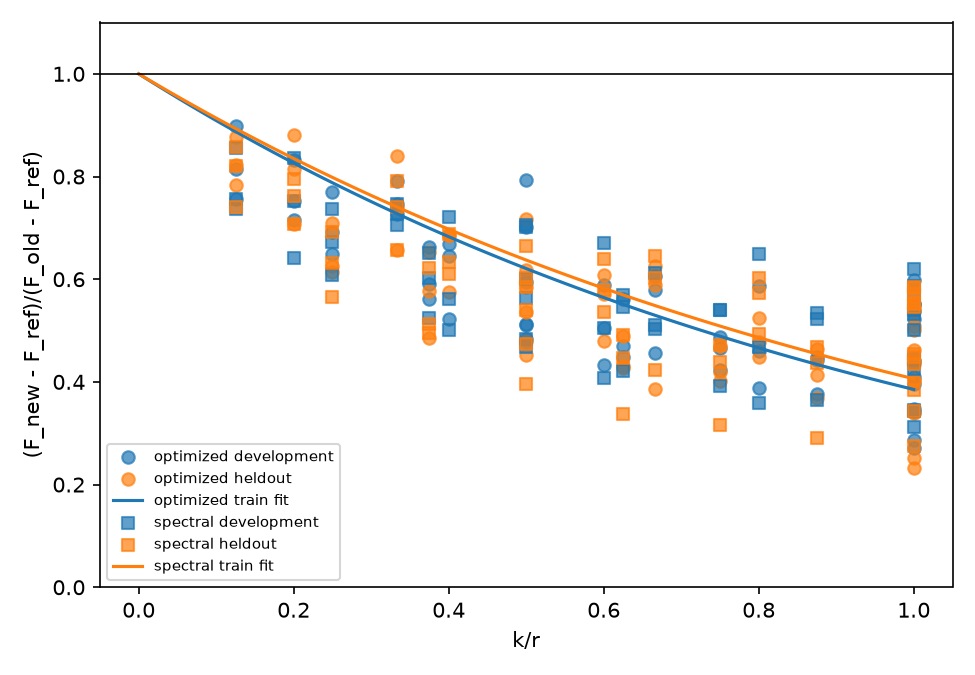 (F_new - F_ref)/(F_old - F_ref)
1.0
0.8
0.6
0.4
0.2
0.0
optimized development
optimized heldout
optimized train fit
spectral development
spectral heldout
spectral train fit
0.0 0.2 0.4 0.6 0.8 1.0
k/r